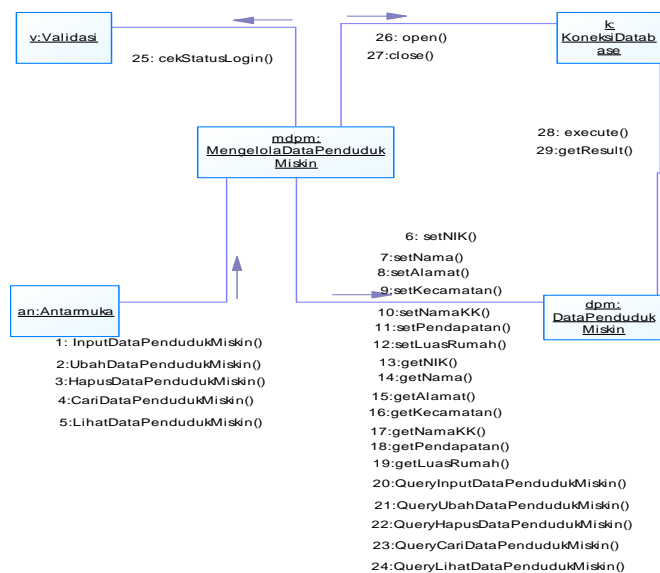 v:Validasi
25: cekStatusLogin()
26: open()
27:close()
k:
KoneksiDatab
ase
mdpm:
MengelolaDataPenduduk
Miskin
28: execute()
29:getResult()
an:Antarmuka
1: InputDataPendudukMiskin()
2:UbahDataPendudukMiskin()
3:HapusDataPendudukMiskin()
4:CariDataPendudukMiskin()
5:LihatDataPendudukMiskin()
6: setNIK()
7:setNama()
8:setAlamat()
9:setKecamatan()
10:setNamaKK()
11:setPendapatan()
12:setLuasRumah()
13:getNIK()
14:getNama()
15:getAlamat()
16:getKecamatan()
17:getNamaKK()
18:getPendapatan()
19:getLuasRumah()
20:QueryInputDataPendudukMiskin()
21:QueryUbahDataPendudukMiskin()
22:QueryHapusDataPendudukMiskin()
23:QueryCariDataPendudukMiskin()
24:QueryLihatDataPendudukMiskin()
dpm:
DataPenduduk
Miskin